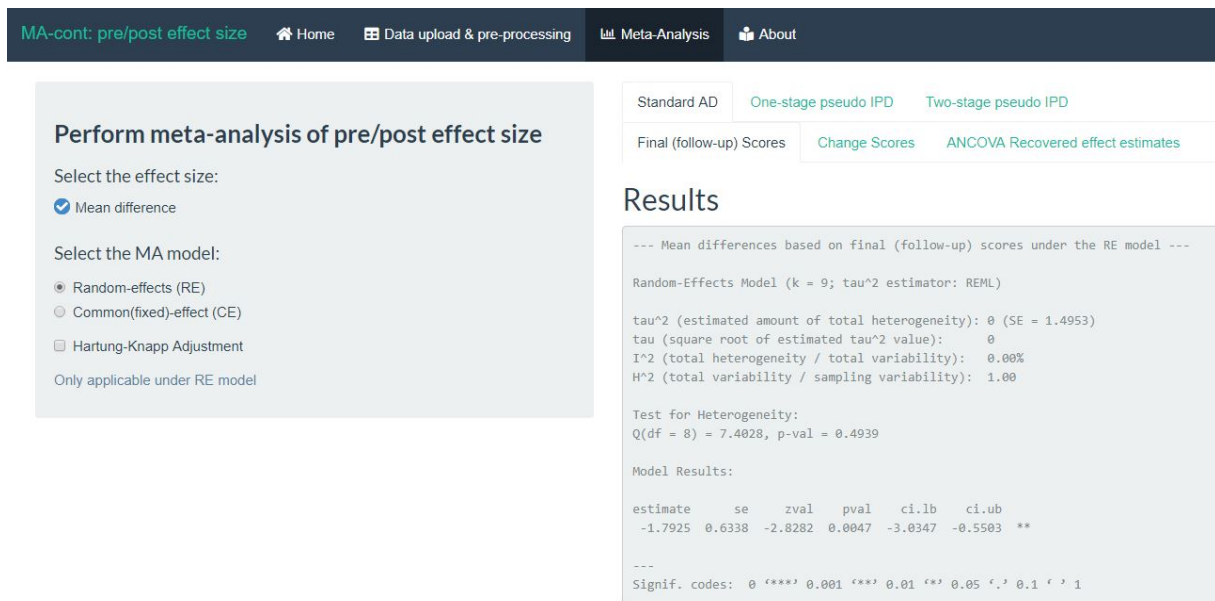 MA-cont: pre/post effect size Home Data upload & pre-processing Meta-Analysis About
Perform meta-analysis of pre/post effect size
Select the effect size:
Mean difference
Select the MA model:
Random-effects (RE)
Common(fixed)-effect (CE)
Hartung-Knapp Adjustment
Only applicable under RE model
Standard AD One-stage pseudo IPD Two-stage pseudo IPD
Final (follow-up) Scores Change Scores ANCOVA Recovered effect estimates
Results
--- Mean differences based on final (follow-up) scores under the RE model ---
Random-Effects Model (k = 9; tau^2 estimator: REML)
tau^2 (estimated amount of total heterogeneity): 0 (SE = 1.4953)
tau (square root of estimated tau^2 value): 0
I^2 (total heterogeneity / total variability): 0.00%
H^2 (total variability / sampling variability): 1.00
Test for Heterogeneity:
Q(df = 8) = 7.4028, p-val = 0.4939
Model Results:
estimate se zval pval ci.lb ci.ub
-1.7925 0.6338 -2.8282 0.0047 -3.0347 -0.5503 **
---
Signif. codes: 0 ‘***’ 0.001 ‘**’ 0.01 ‘*’ 0.05 ‘.’ 0.1 ‘ ’ 1